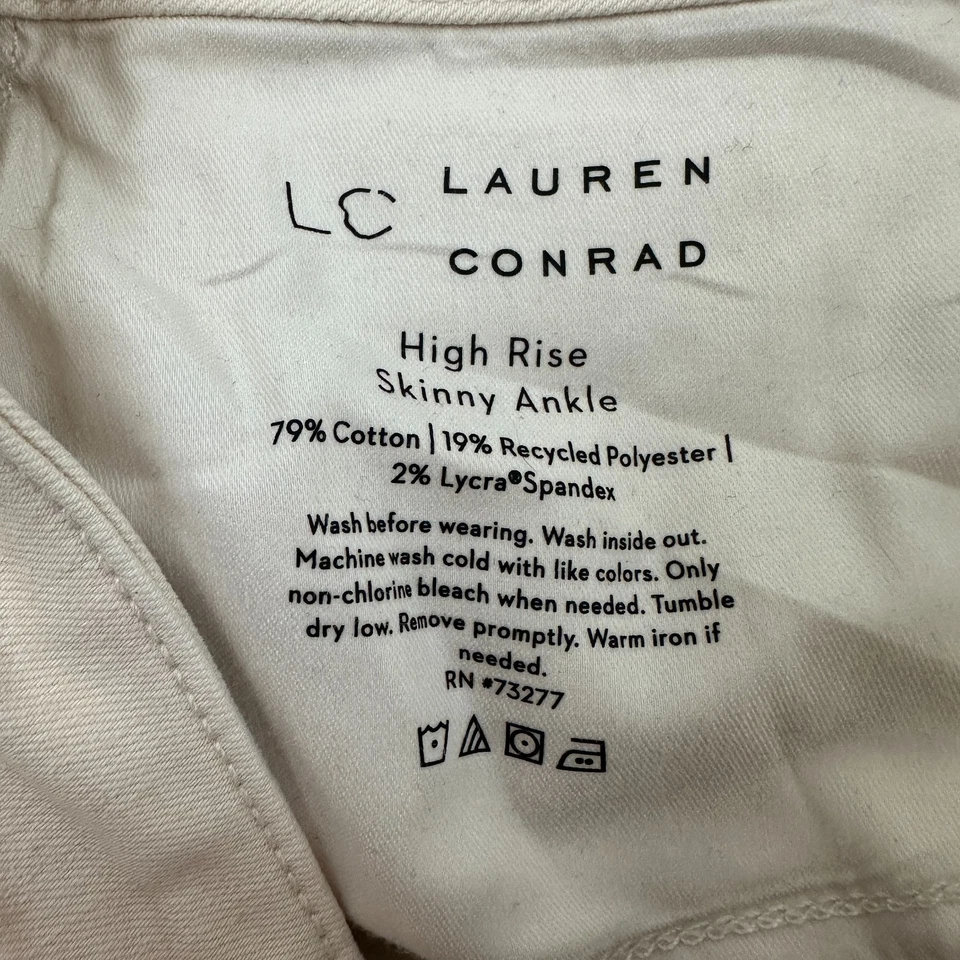 LC LAUREN
CONRAD
High Rise
Skinny Ankle
79% Cotton | 19% Recycled Polyester |
2% Lycra®Spandex
Wash before wearing. Wash inside out.
Machine wash cold with like colors. Only
non-chlorine bleach when needed. Tumble
dry low. Remove promptly. Warm iron if
needed.
RN #73277